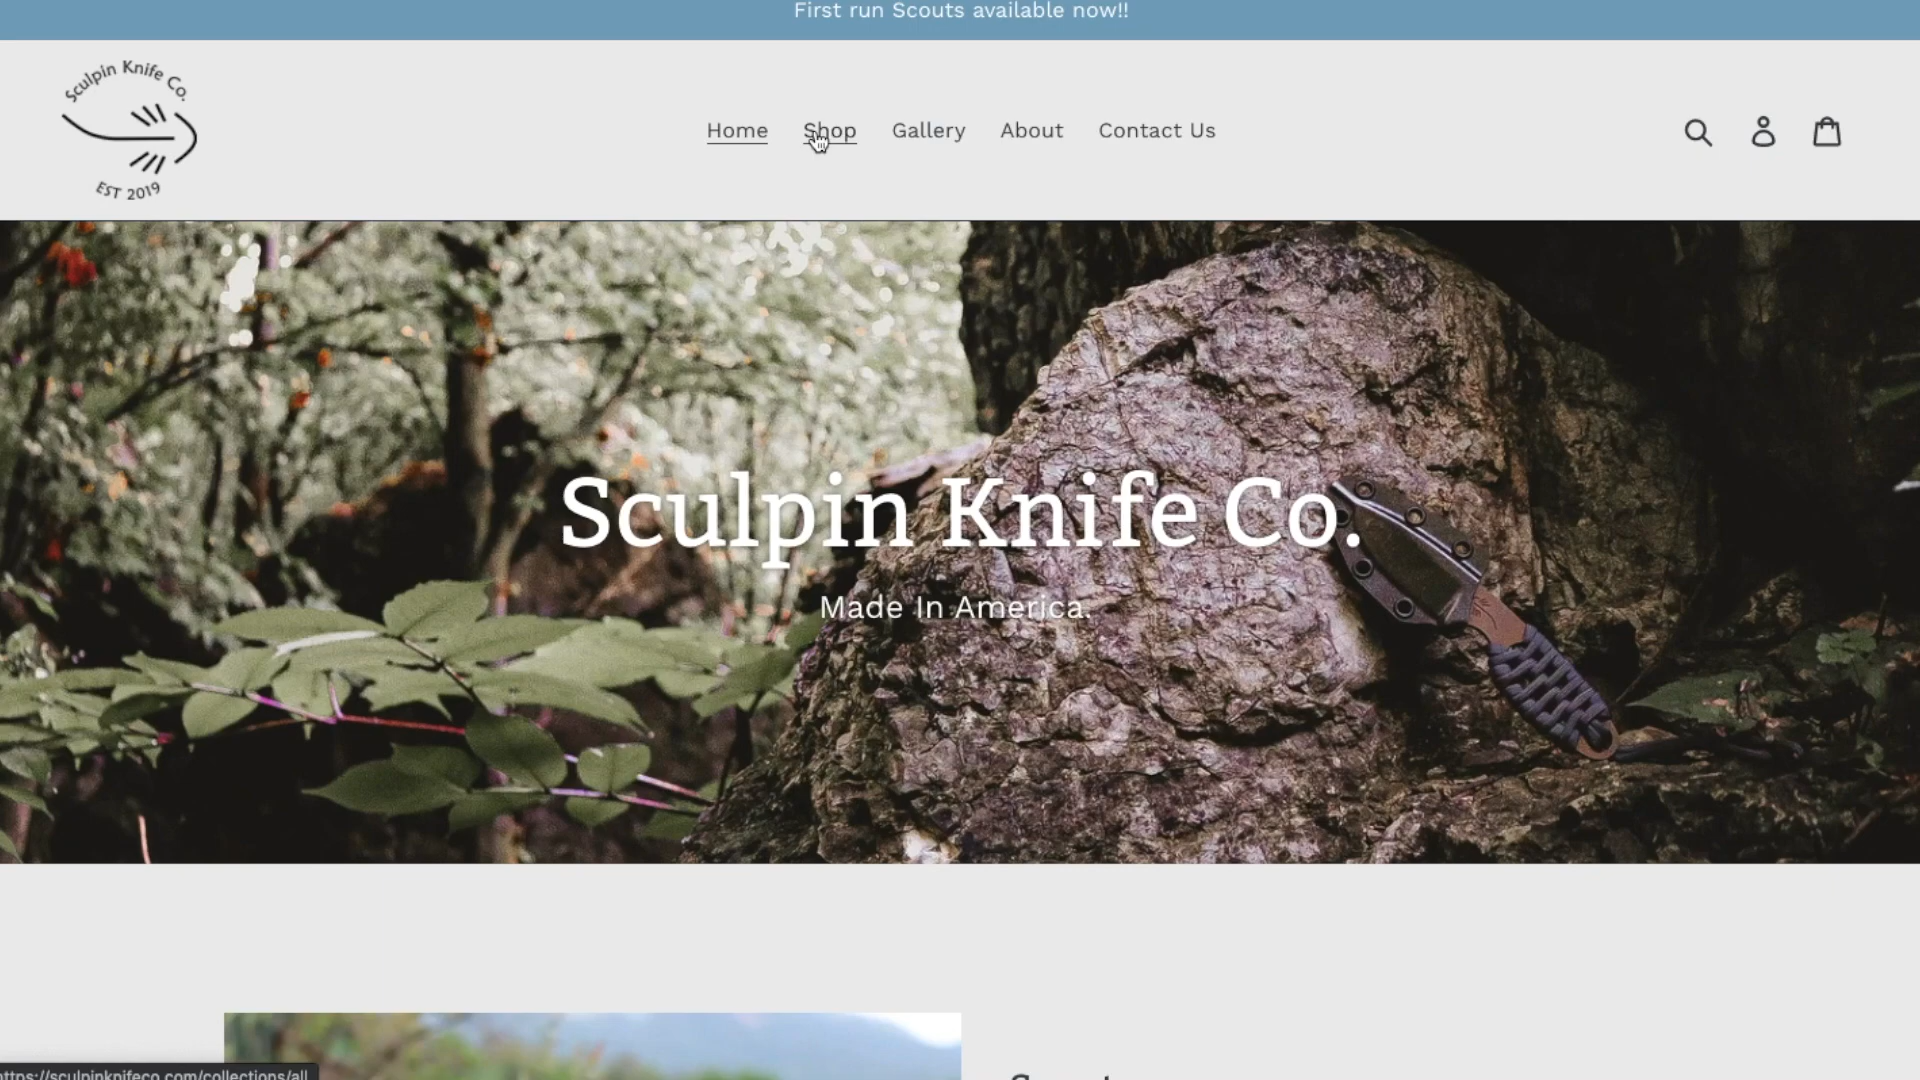 First run Scouts available now!!
Sculpin Knife Co.
EST 2019
Home Shop Gallery About Contact Us
Sculpin Knife Co.
Made In America.
https://sculpinknifeco.com/collections/all